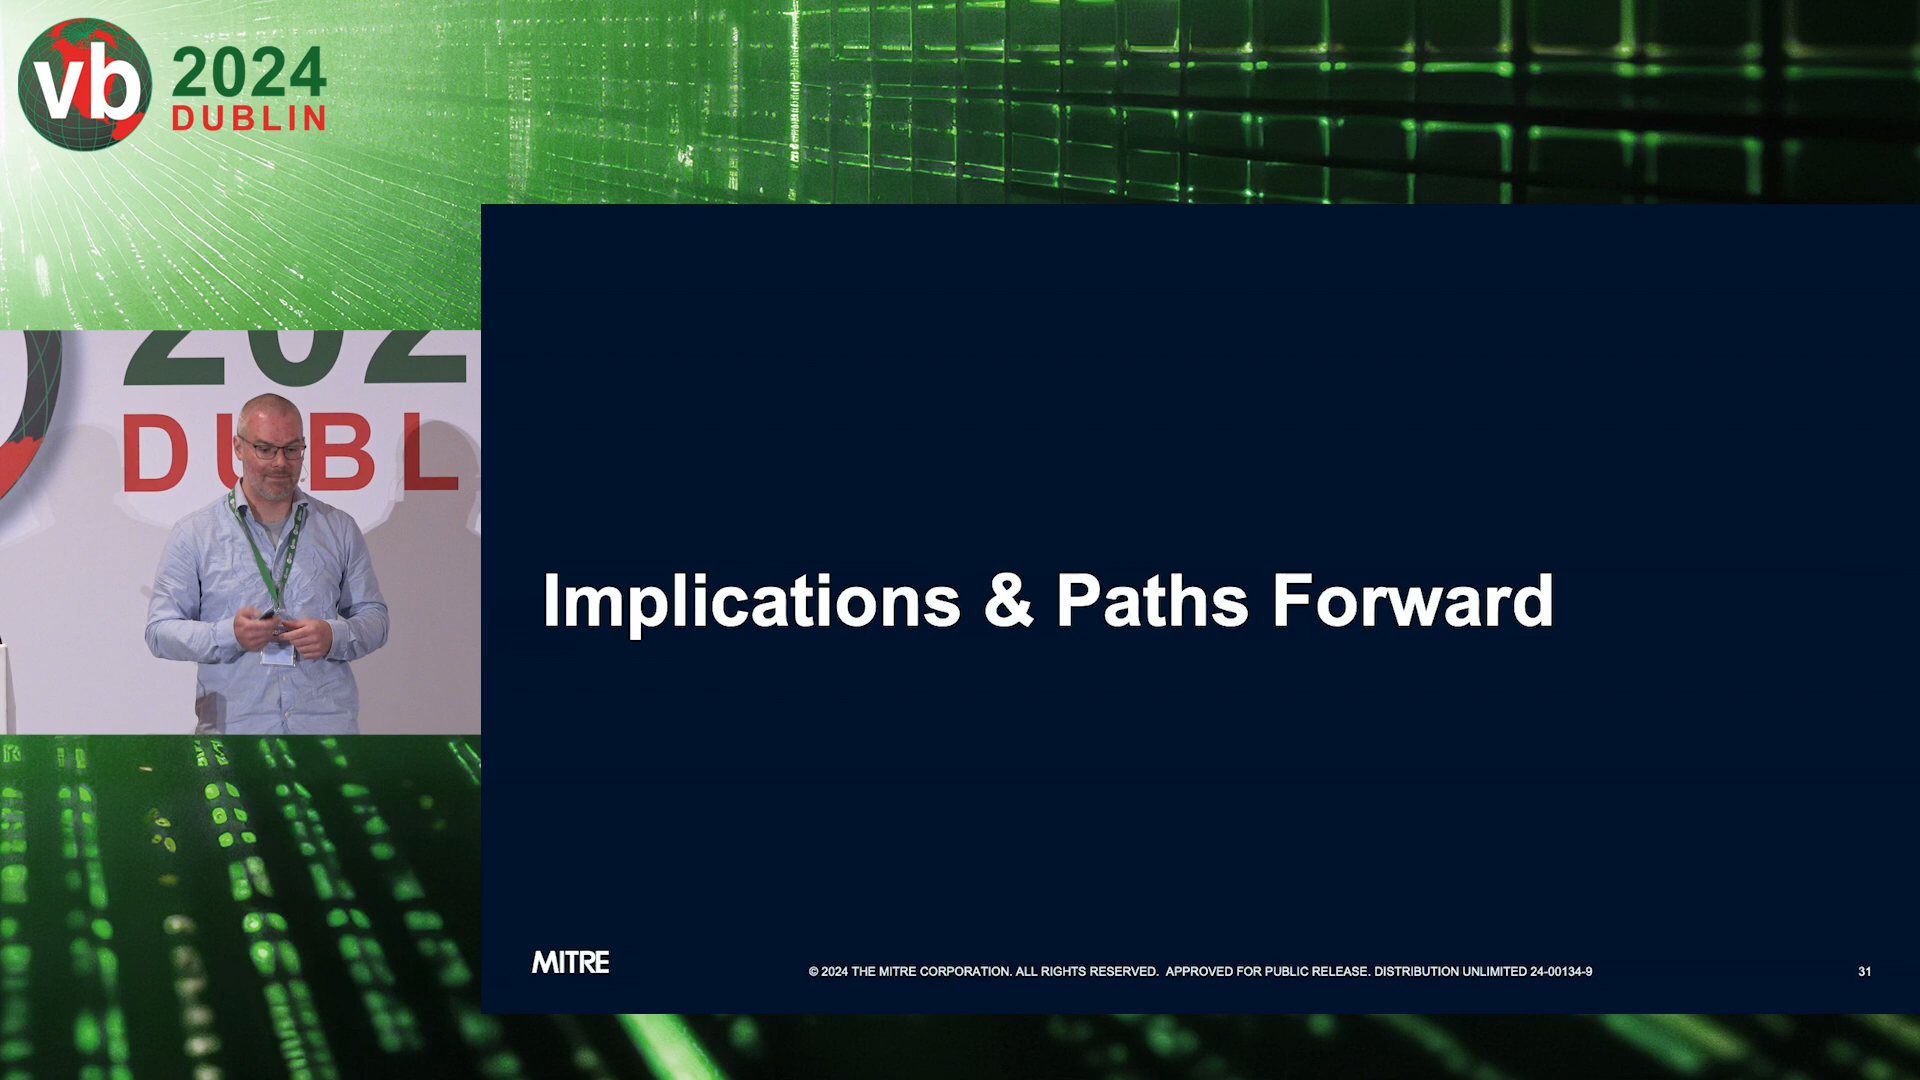 vb
2024
DUBLIN
202
DUBL
Implications & Paths Forward
MITRE
© 2024 THE MITRE CORPORATION. ALL RIGHTS RESERVED. APPROVED FOR PUBLIC RELEASE. DISTRIBUTION UNLIMITED 24-00134-9
31